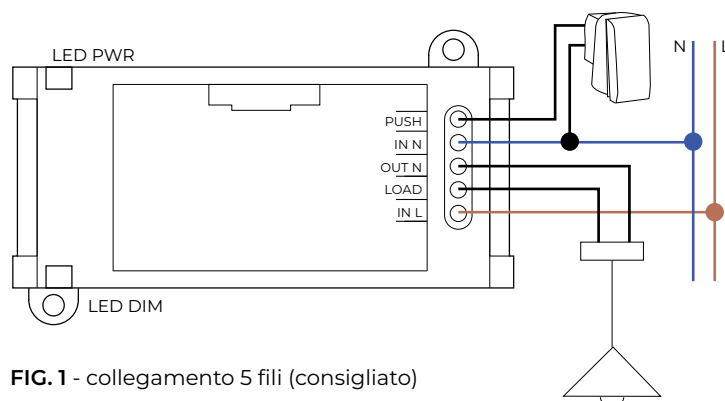 LED PWR
N
L
PUSH
IN N
OUT N
LOAD
IN L
LED DIM
FIG. 1 - collegamento 5 fili (consigliato)